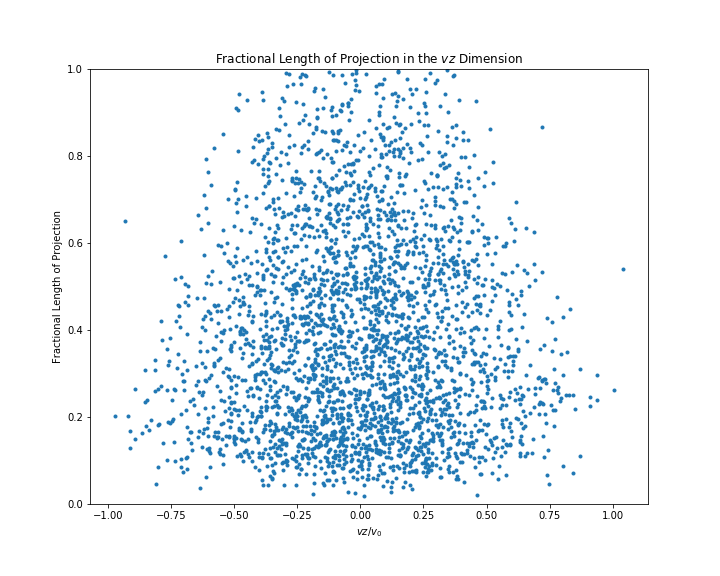 Fractional Length of Projection in the vz Dimension
1.0
0.8
0.6
0.4
0.2
0.0
Fractional Length of Projection
−1.00 −0.75 −0.50 −0.25 0.00 0.25 0.50 0.75 1.00
vz/v₀